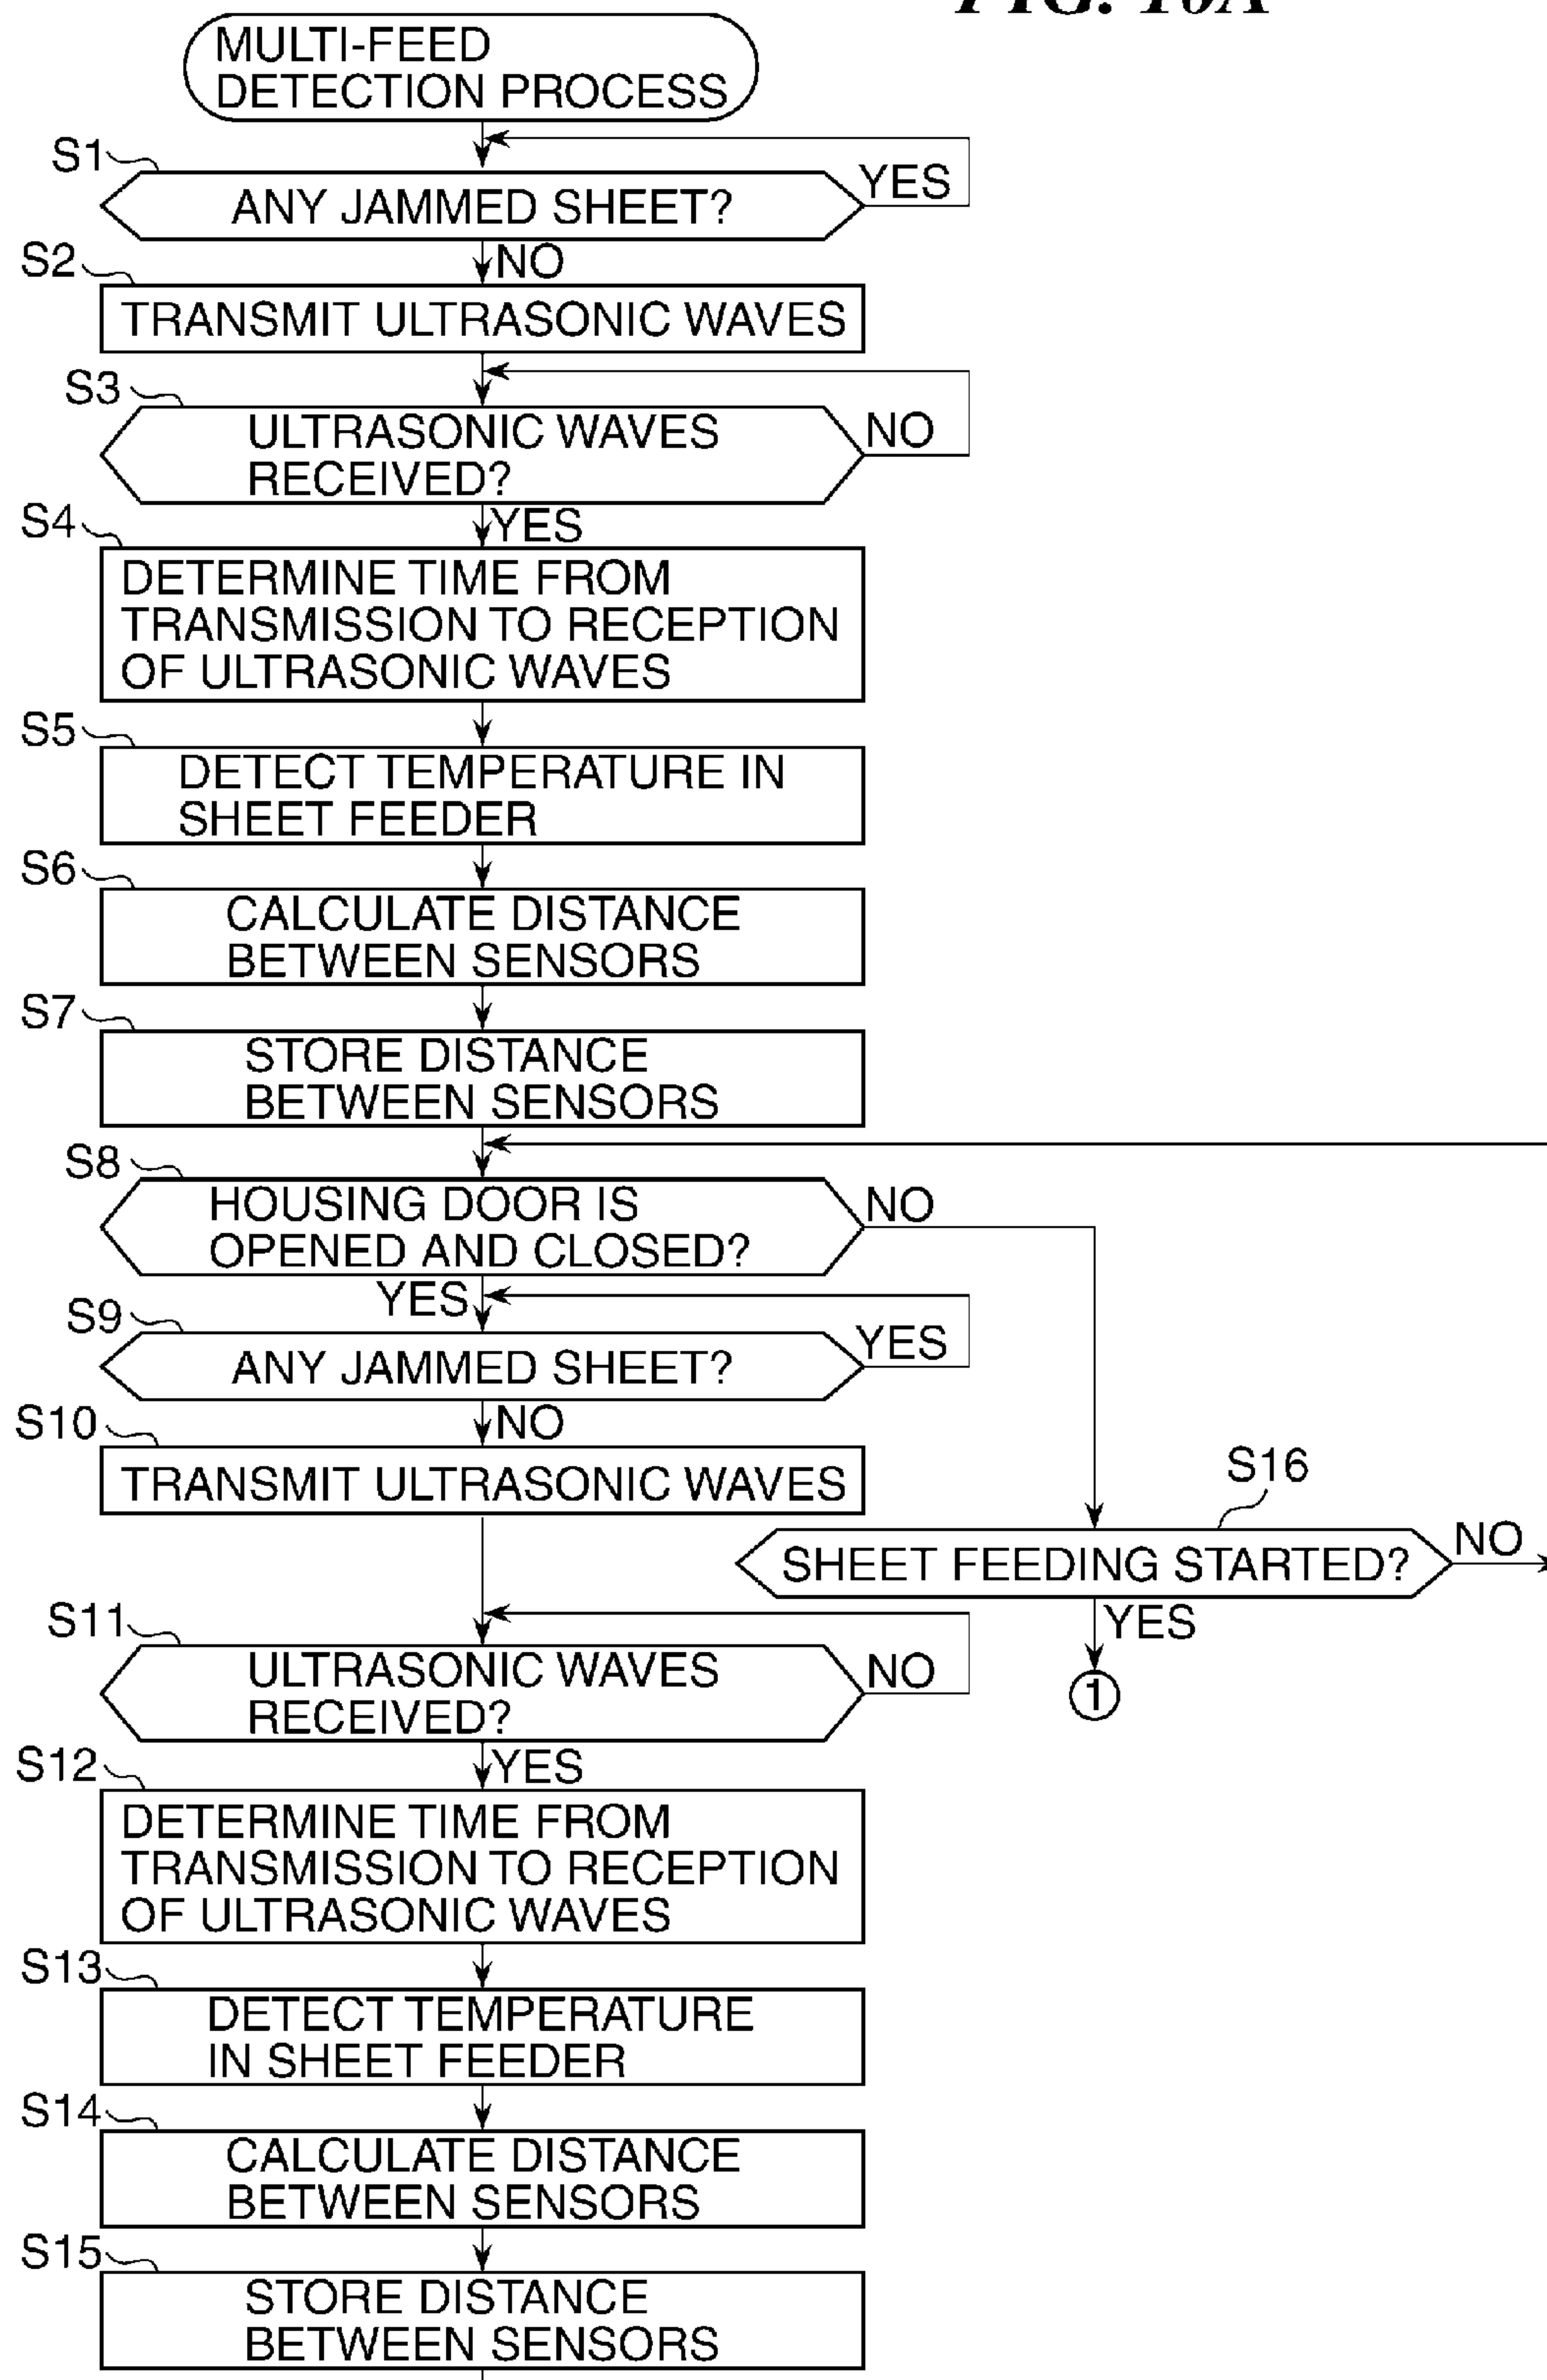 MULTI-FEED
DETECTION PROCESS
S1
ANY JAMMED SHEET?
YES
NO
S2
TRANSMIT ULTRASONIC WAVES
S3
ULTRASONIC WAVES
RECEIVED?
NO
YES
S4
DETERMINE TIME FROM
TRANSMISSION TO RECEPTION
OF ULTRASONIC WAVES
S5
DETECT TEMPERATURE IN
SHEET FEEDER
S6
CALCULATE DISTANCE
BETWEEN SENSORS
S7
STORE DISTANCE
BETWEEN SENSORS
S8
HOUSING DOOR IS
OPENED AND CLOSED?
NO
YES
S9
ANY JAMMED SHEET?
YES
NO
S10
TRANSMIT ULTRASONIC WAVES
S16
SHEET FEEDING STARTED?
NO
YES
1
S11
ULTRASONIC WAVES
RECEIVED?
NO
YES
S12
DETERMINE TIME FROM
TRANSMISSION TO RECEPTION
OF ULTRASONIC WAVES
S13
DETECT TEMPERATURE
IN SHEET FEEDER
S14
CALCULATE DISTANCE
BETWEEN SENSORS
S15
STORE DISTANCE
BETWEEN SENSORS